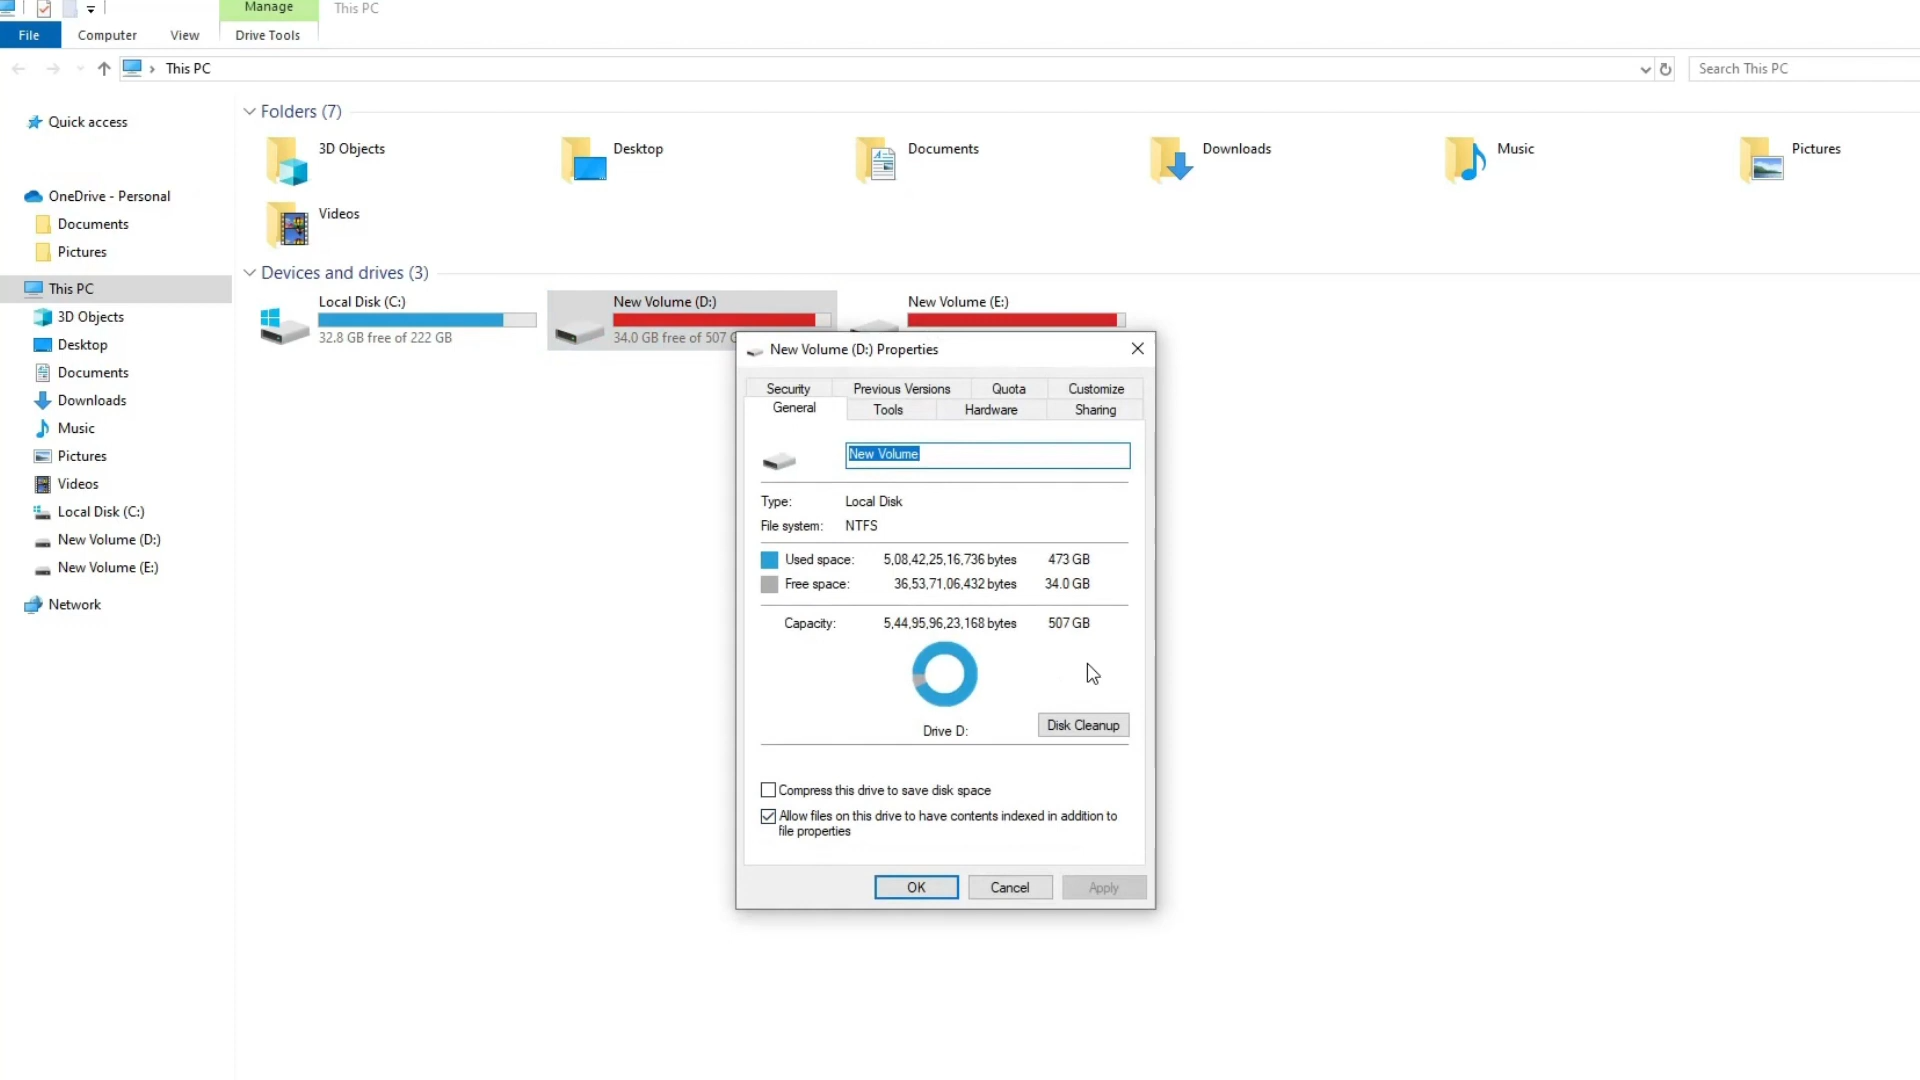 Manage
This PC
File
Computer
View
Drive Tools
This PC
Search This PC
Quick access
OneDrive - Personal
Documents
Pictures
This PC
3D Objects
Desktop
Documents
Downloads
Music
Pictures
Videos
Local Disk (C:)
New Volume (D:)
New Volume (E:)
Network
Folders (7)
3D Objects
Desktop
Documents
Downloads
Music
Pictures
Videos
Devices and drives (3)
Local Disk (C:)
32.8 GB free of 222 GB
New Volume (D:)
34.0 GB free of 507
New Volume (E:)
New Volume (D:) Properties
Security
Previous Versions
Quota
Customize
General
Tools
Hardware
Sharing
New Volume
Type: Local Disk
File system: NTFS
Used space: 5,08,42,25,16,736 bytes 473 GB
Free space: 36,53,71,06,432 bytes 34.0 GB
Capacity: 5,44,95,96,23,168 bytes 507 GB
Drive D:
Disk Cleanup
Compress this drive to save disk space
Allow files on this drive to have contents indexed in addition to
file properties
OK
Cancel
Apply